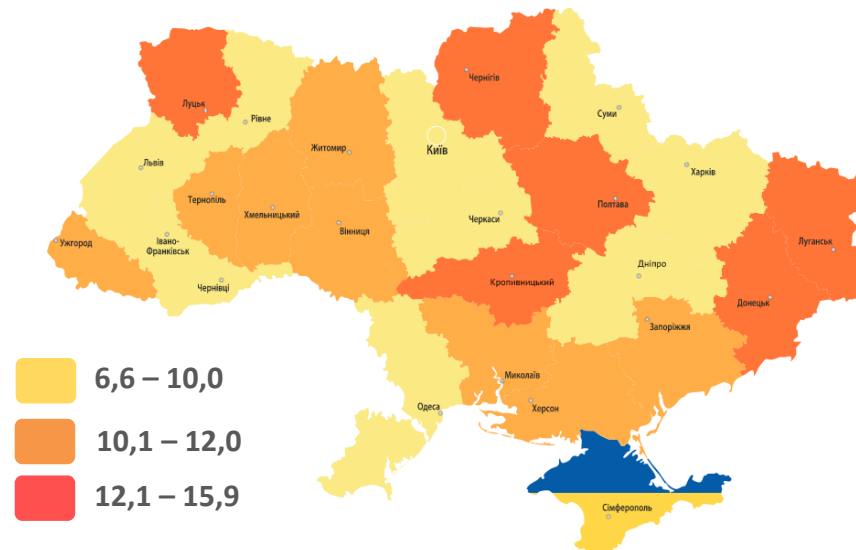 Луцьк
Рівне
Житомир
Київ
Чернігів
Суми
Львів
Тернопіль
Хмельницький
Вінниця
Черкаси
Полтава
Харків
Луганськ
Ужгород
Івано-
Франківськ
Чернівці
Кропивницький
Дніпро
Донецьк
Запоріжжя
Миколаїв
Херсон
Одеса
Сімферополь
6,6 – 10,0
10,1 – 12,0
12,1 – 15,9